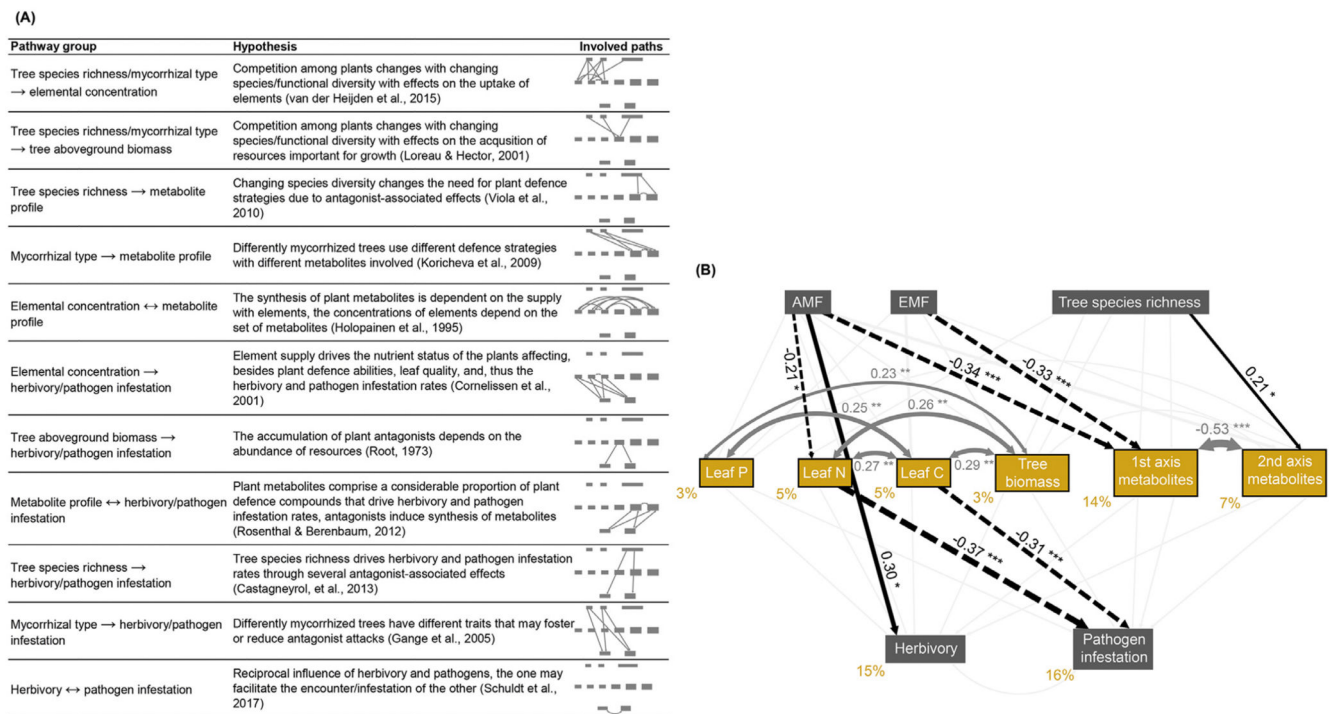 (A)
Pathway group Hypothesis Involved paths
Tree species richness/mycorrhizal type
→ elemental concentration
Competition among plants changes with changing
species/functional diversity with effects on the uptake of
elements (van der Heijden et al., 2015)
Tree species richness/mycorrhizal type
→ tree aboveground biomass
Competition among plants changes with changing
species/functional diversity with effects on the acqusition of
resources important for growth (Loreau & Hector, 2001)
Tree species richness → metabolite
profile
Changing species diversity changes the need for plant defence
strategies due to antagonist-associated effects (Viola et al.,
2010)
Mycorrhizal type → metabolite profile
Differently mycorrhized trees use different defence strategies
with different metabolites involved (Koricheva et al., 2009)
Elemental concentration ↔ metabolite
profile
The synthesis of plant metabolites is dependent on the supply
with elements, the concentrations of elements depend on the
set of metabolites (Holopainen et al., 1995)
Elemental concentration →
herbivory/pathogen infestation
Element supply drives the nutrient status of the plants affecting,
besides plant defence abilities, leaf quality, and, thus the
herbivory and pathogen infestation rates (Cornelissen et al.,
2001)
Tree aboveground biomass →
herbivory/pathogen infestation
The accumulation of plant antagonists depends on the
abundance of resources (Root, 1973)
Metabolite profile ↔ herbivory/pathogen
infestation
Plant metabolites comprise a considerable proportion of plant
defence compounds that drive herbivory and pathogen
infestation rates, antagonists induce synthesis of metabolites
(Rosenthal & Berenbaum, 2012)
Tree species richness →
herbivory/pathogen infestation
Tree species richness drives herbivory and pathogen infestation
rates through several antagonist-associated effects
(Castagneyrol, et al., 2013)
Mycorrhizal type → herbivory/pathogen
infestation
Differently mycorrhized trees have different traits that may foster
or reduce antagonist attacks (Gange et al., 2005)
Herbivory ↔ pathogen infestation
Reciprocal influence of herbivory and pathogens, the one may
facilitate the encounter/infestation of the other (Schuldt et al.,
2017)
(B)
AMF EMF Tree species richness
-0.21 *
-0.34 ***
-0.33 ***
0.21 *
0.23 **
0.25 **
0.26 **
-0.53 ***
0.27 **
0.29 **
Leaf P
Leaf N
Leaf C
Tree
biomass
1st axis
metabolites
2nd axis
metabolites
3% 5% 5% 3% 14% 7%
-0.37 ***
-0.31 ***
0.30 *
Herbivory
Pathogen
infestation
15% 16%